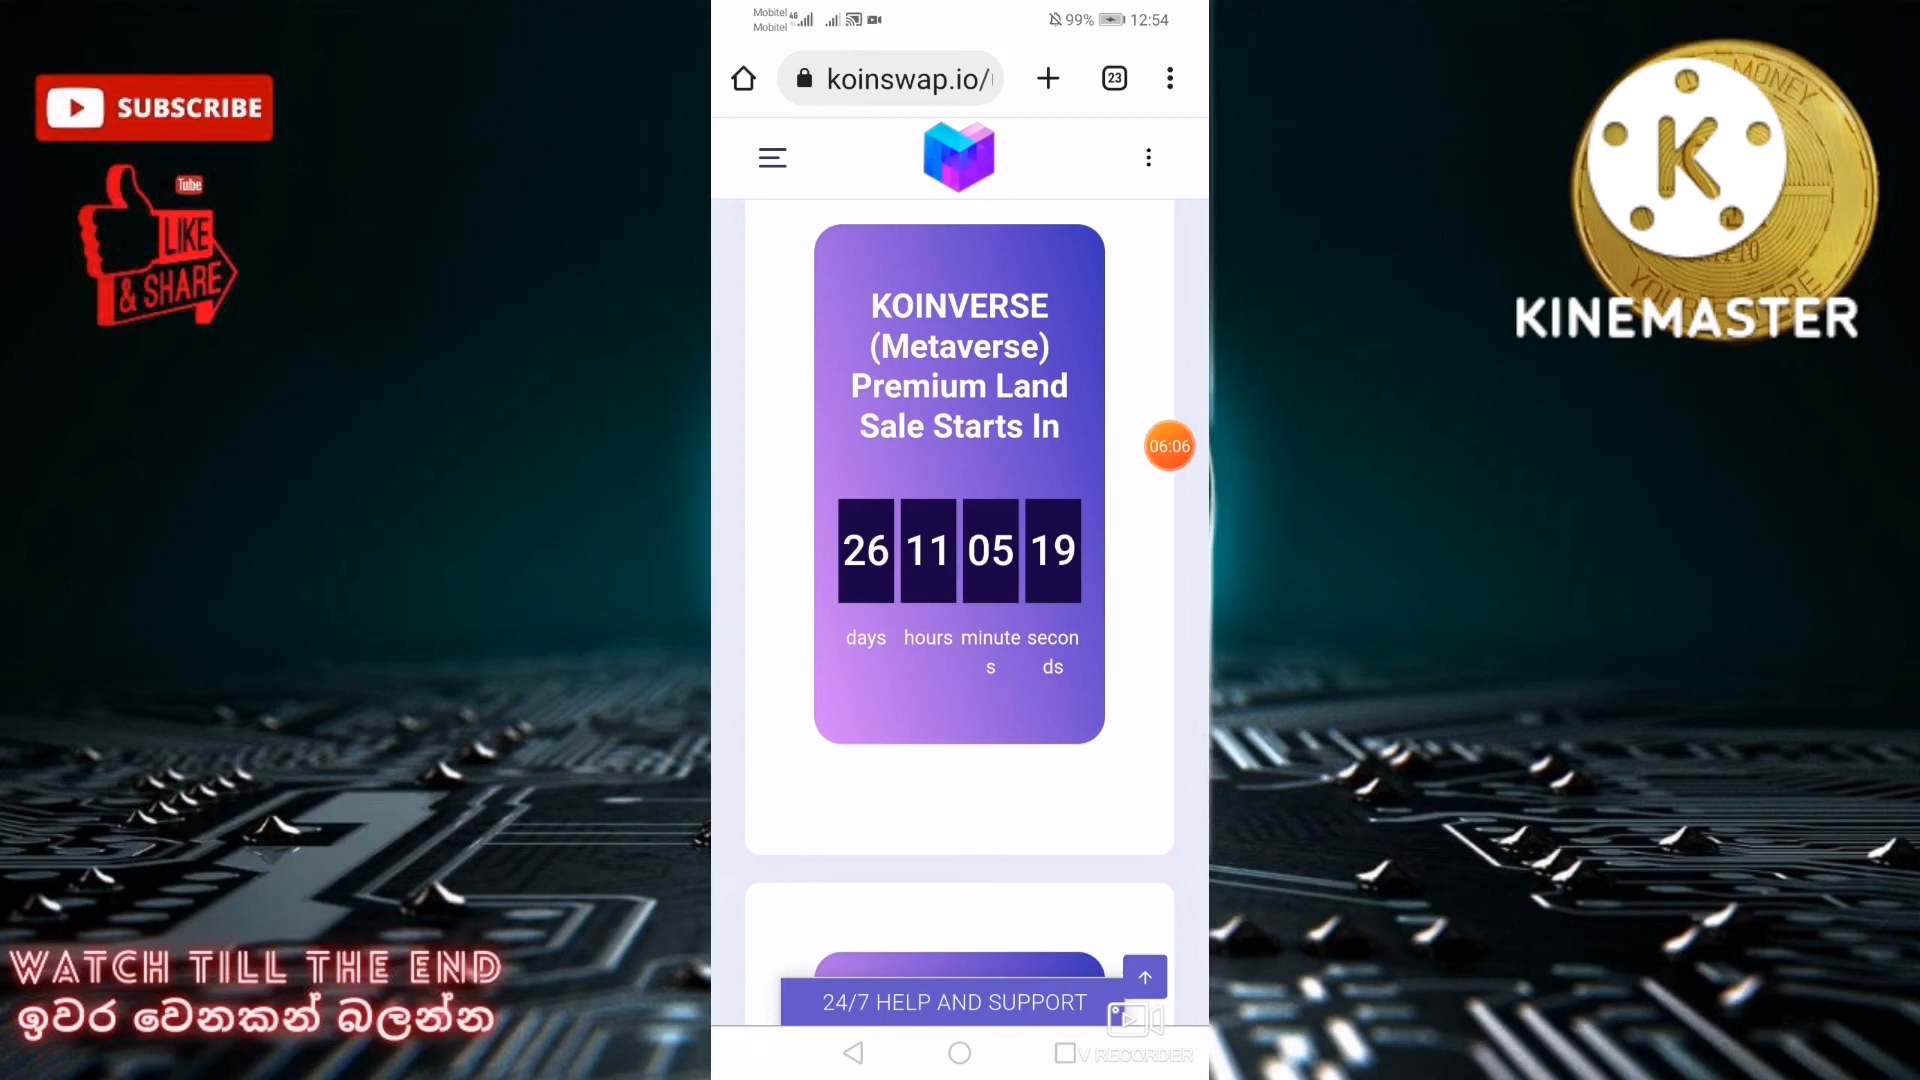 Mobitel 4G
Mobitel
99% 12:54
SUBSCRIBE
koinswap.io/
23
Tube
LIKE
& SHARE
MONEY
K
KINEMASTER
KOINVERSE
(Metaverse)
Premium Land
Sale Starts In
06:06
26 11 05 19
days hours minute secon
s ds
WATCH TILL THE END
ඉවර වෙනකන් බලන්න
24/7 HELP AND SUPPORT
V RECORDER